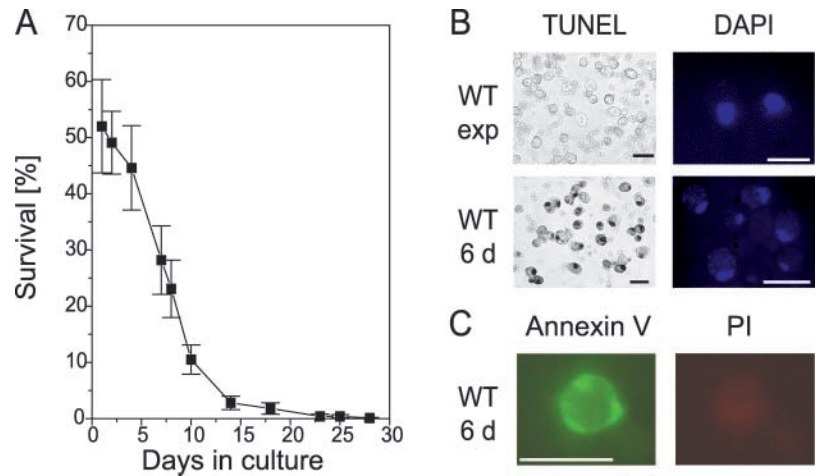 A
Survival [%]
70
60
50
40
30
20
10
0
0 5 10 15 20 25 30
Days in culture
B
TUNEL DAPI
WT
exp
WT
6 d
C
Annexin V PI
WT
6 d